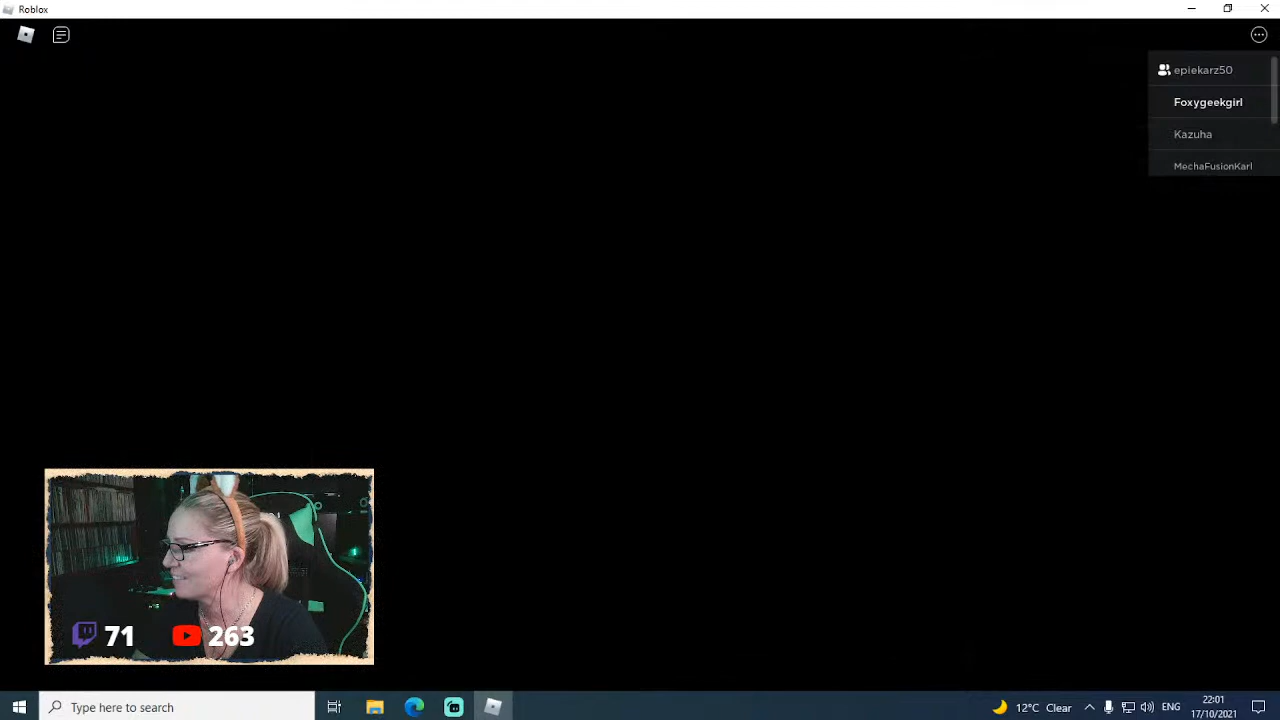 Roblox
epiekarz50
Foxygeekgirl
Kazuha
MechaFusionKarl
71 263
Type here to search
12°C Clear
ENG
22:01
17/10/2021